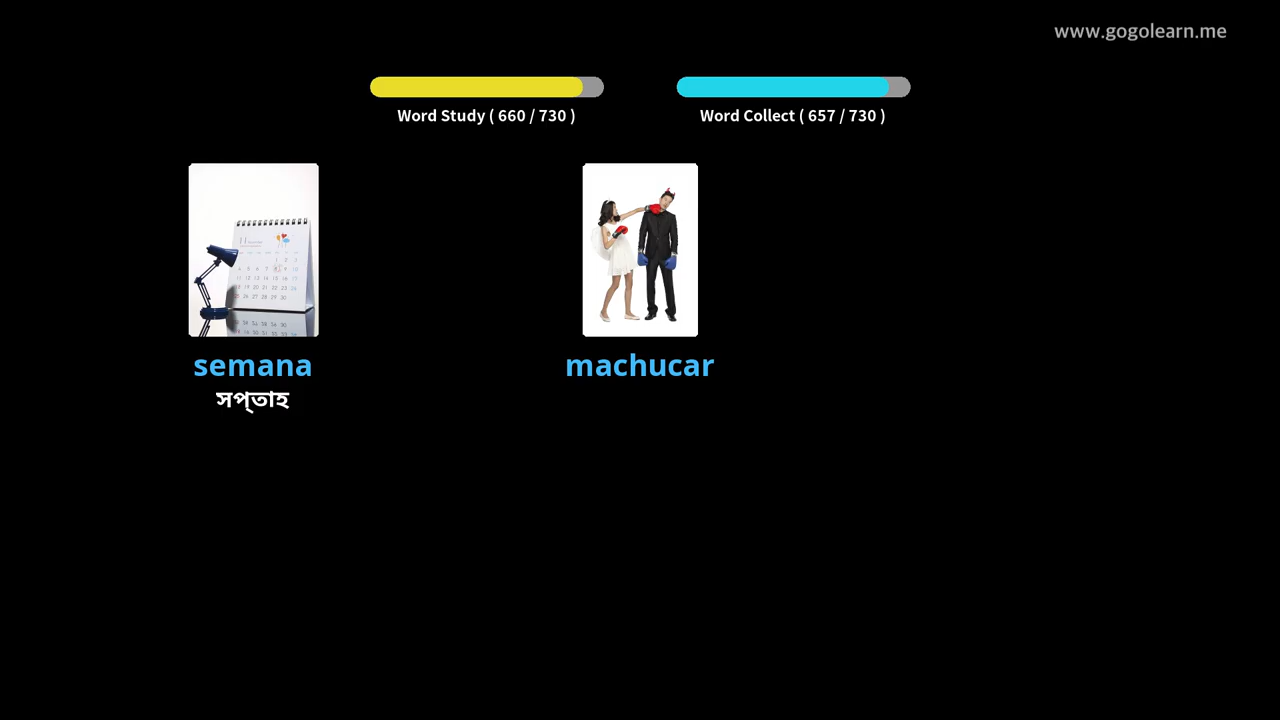 www.gogolearn.me
Word Study ( 660 / 730 )
Word Collect ( 657 / 730 )
semana
machucar
সপ্তাহ